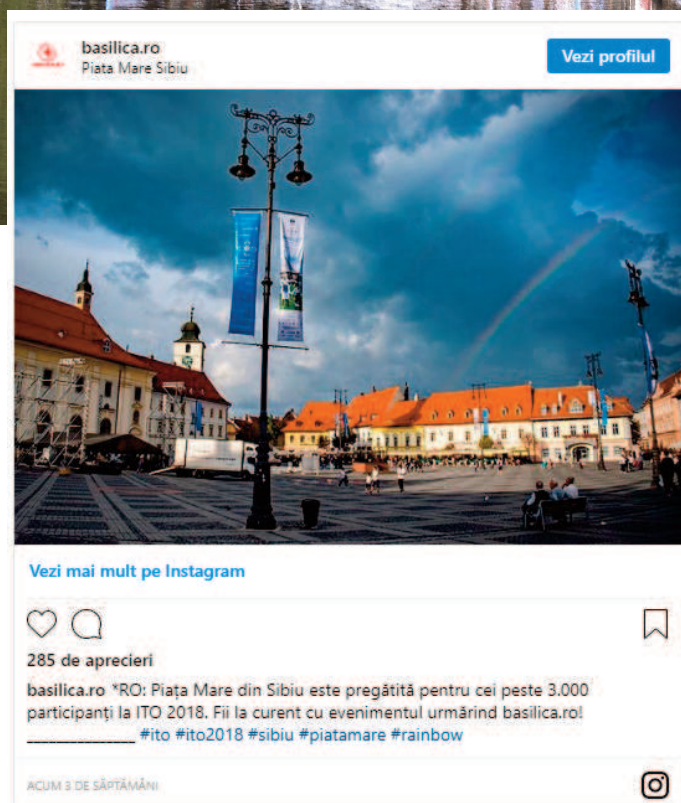 basilica.ro
Piata Mare Sibiu
Vezi profilul
Vezi mai mult pe Instagram
285 de aprecieri
basilica.ro *RO: Piața Mare din Sibiu este pregătită pentru cei peste 3.000
participanți la ITO 2018. Fii la curent cu evenimentul urmărind basilica.ro!
_______________ #ito #ito2018 #sibiu #piatamare #rainbow
ACUM 3 DE SĂPTĂMÂNI